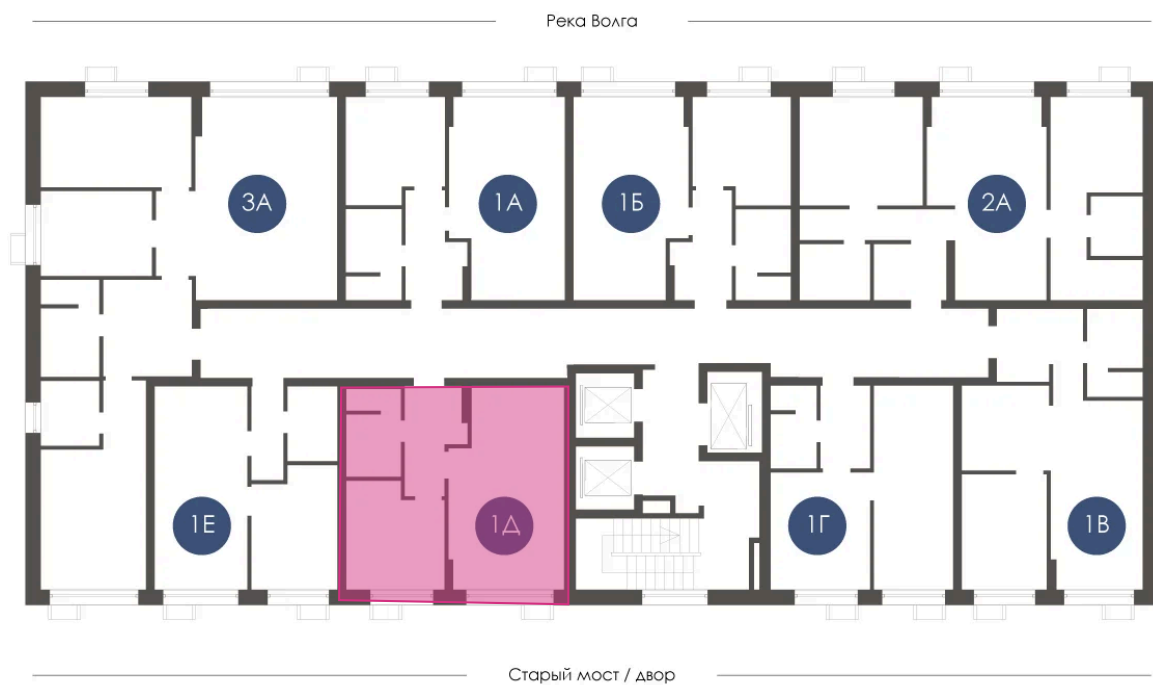 Река Волга
3А
1А
1Б
2А
1Е
1Д
1Г
1В
Старый мост / двор